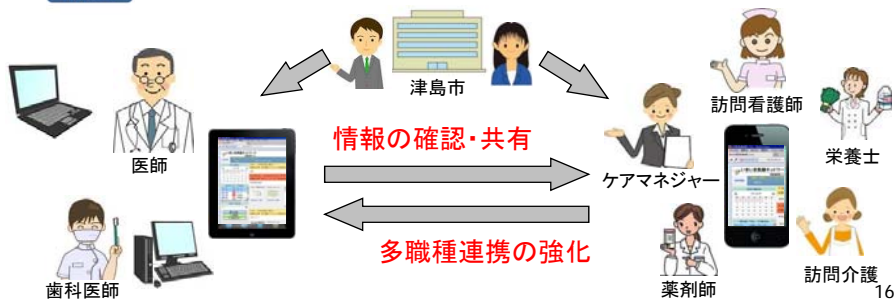 津島市
医師
情報の確認・共有
訪問看護師
栄養士
ケアマネジャー
多職種連携の強化
歯科医師
薬剤師
訪問介護
16